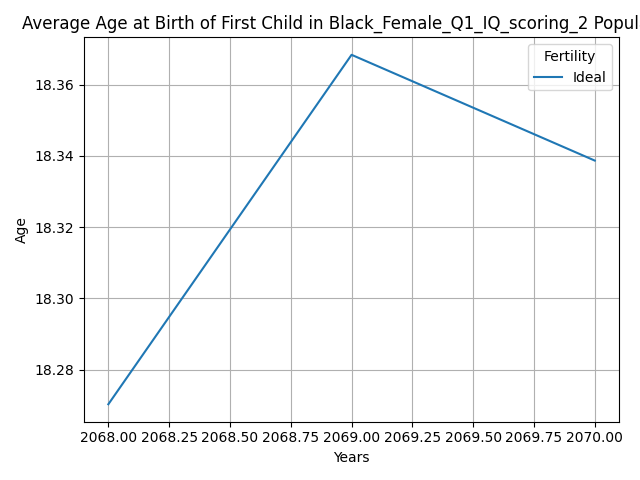 Average Age at Birth of First Child in Black_Female_Q1_IQ_scoring_2 Popul
Fertility
Ideal
18.36
18.34
18.32
18.30
18.28
Age
2068.00 2068.25 2068.50 2068.75 2069.00 2069.25 2069.50 2069.75 2070.00
Years